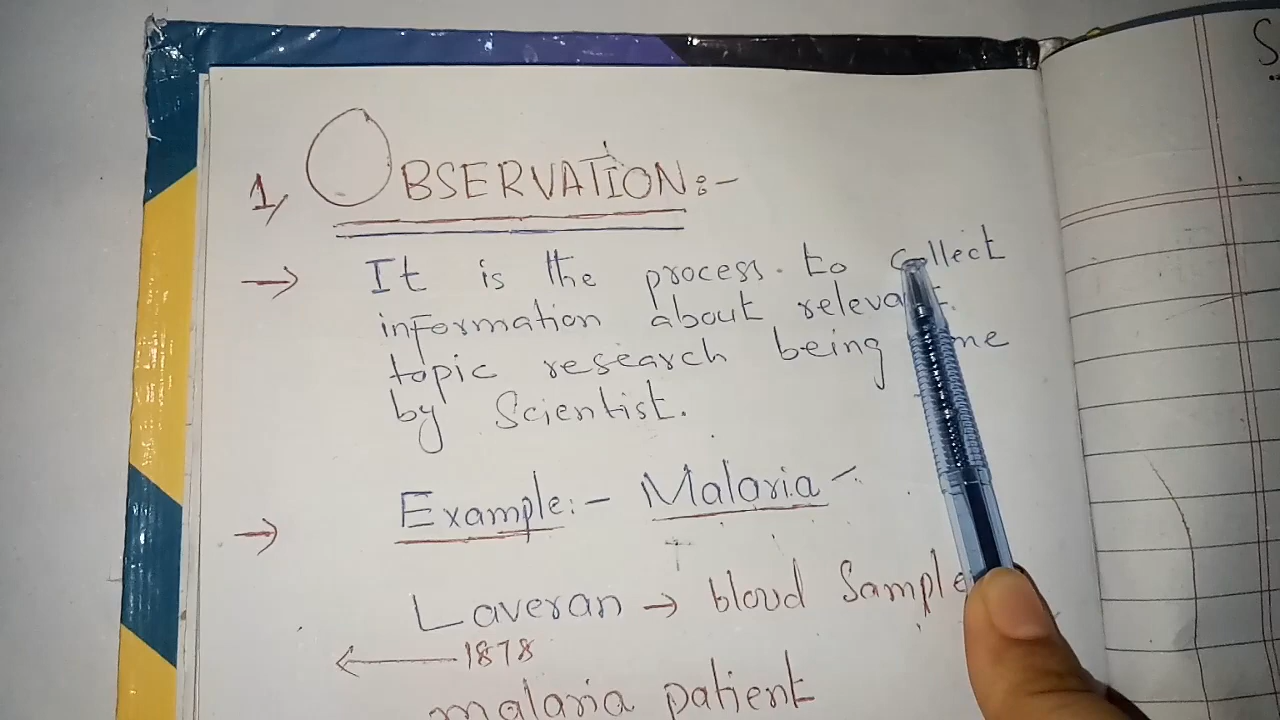 1, OBSERVATION:-
→ It is the process. to collect
information about relevant.
topic research being
by Scientist.
→ Example:- Malaria -:
Laveran → blood Sample
← 1878
malaria patient
S